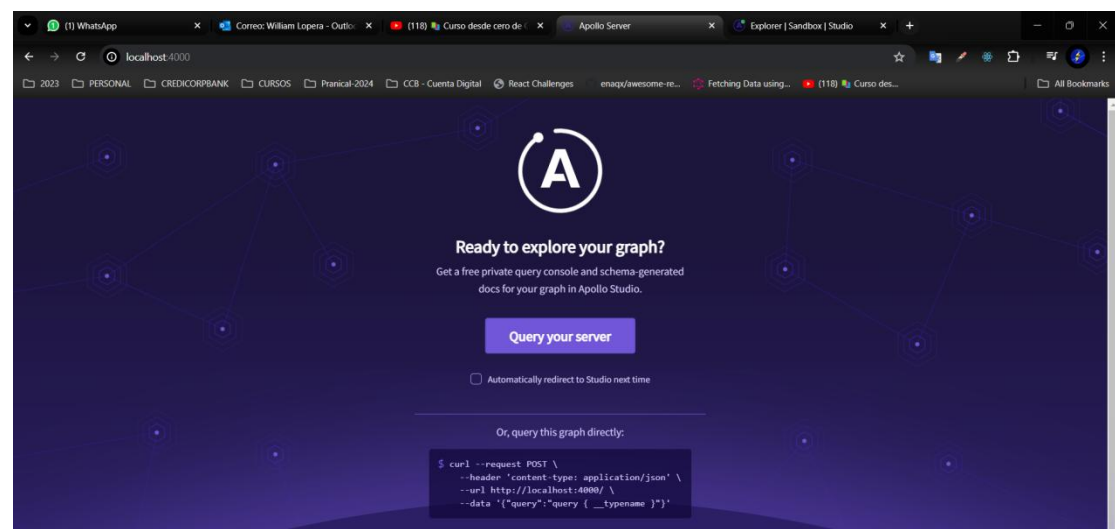 (1) WhatsApp
Correo: William Lopera - Outloo
(118) Curso desde cero de G
Apollo Server
Explorer | Sandbox | Studio
localhost:4000
2023
PERSONAL
CREDICORPBANK
CURSOS
Pranical-2024
CCB - Cuenta Digital
React Challenges
enaqx/awesome-re...
Fetching Data using...
(118) Curso des...
All Bookmarks
A
Ready to explore your graph?
Get a free private query console and schema-generated
docs for your graph in Apollo Studio.
Query your server
Automatically redirect to Studio next time
Or, query this graph directly:
$ curl --request POST \
--header 'content-type: application/json' \
--url http://localhost:4000/ \
--data '{"query":"query { __typename }"}'